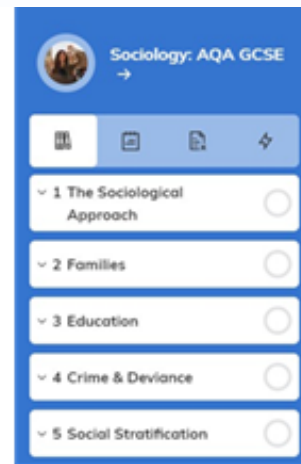 Sociology: AQA GCSE
→
1 The Sociological
Approach
2 Families
3 Education
4 Crime & Deviance
5 Social Stratification